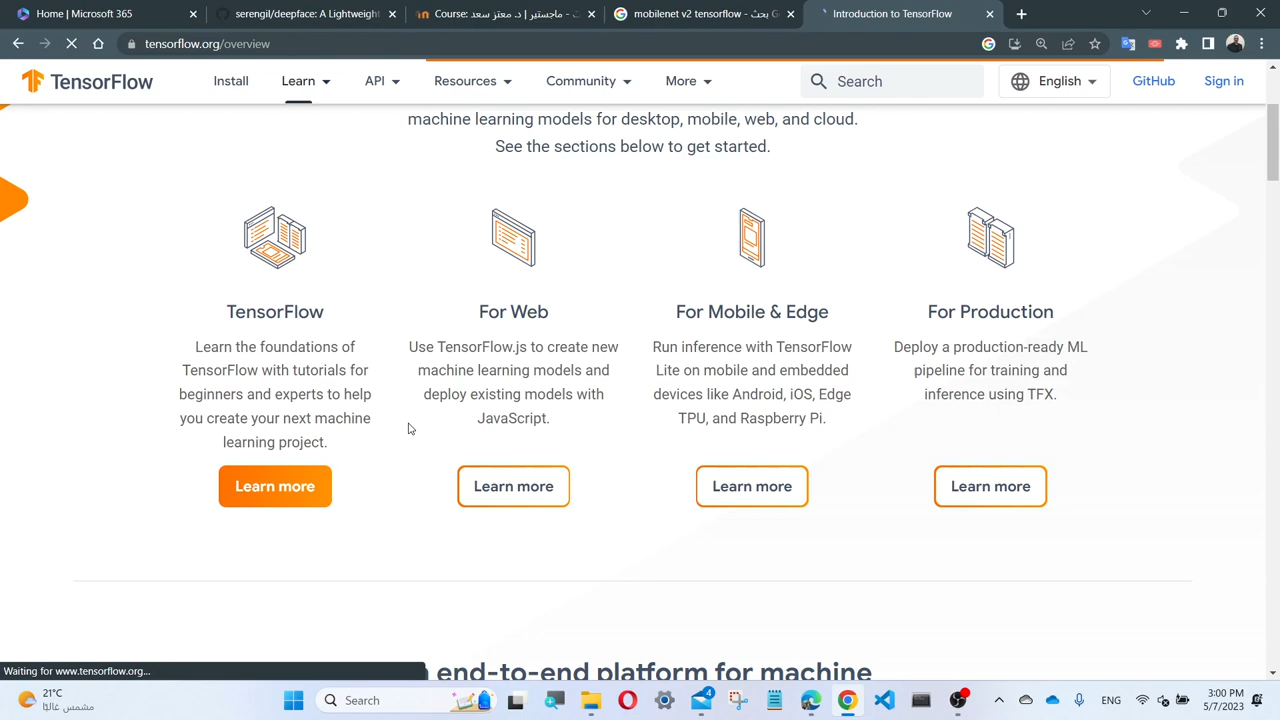 Home | Microsoft 365
serengil/deepface: A Lightweight
Course: ماجستير | د. معتز سعد -
mobilenet v2 tensorflow - بحث G
Introduction to TensorFlow
tensorflow.org/overview
TensorFlow
Install
Learn
API
Resources
Community
More
Search
English
GitHub
Sign in
machine learning models for desktop, mobile, web, and cloud.
See the sections below to get started.
TensorFlow
Learn the foundations of
TensorFlow with tutorials for
beginners and experts to help
you create your next machine
learning project.
Learn more
For Web
Use TensorFlow.js to create new
machine learning models and
deploy existing models with
JavaScript.
Learn more
For Mobile & Edge
Run inference with TensorFlow
Lite on mobile and embedded
devices like Android, iOS, Edge
TPU, and Raspberry Pi.
Learn more
For Production
Deploy a production-ready ML
pipeline for training and
inference using TFX.
Learn more
end-to-end platform for machine
Waiting for www.tensorflow.org...
21°C
مشمس غالبًا
Search
4
ENG
3:00 PM
5/7/2023